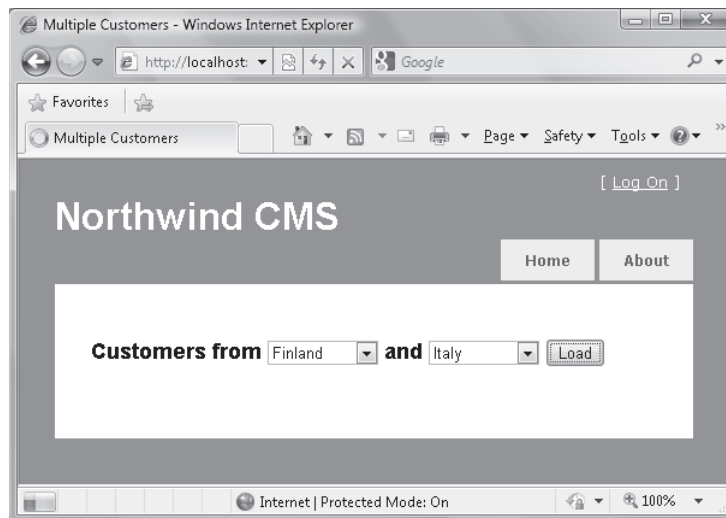 Multiple Customers - Windows Internet Explorer
http://localhost:
Google
Favorites
Multiple Customers
Page Safety Tools
[ Log On ]
Northwind CMS
Home About
Customers from Finland and Italy Load
Internet | Protected Mode: On
100%